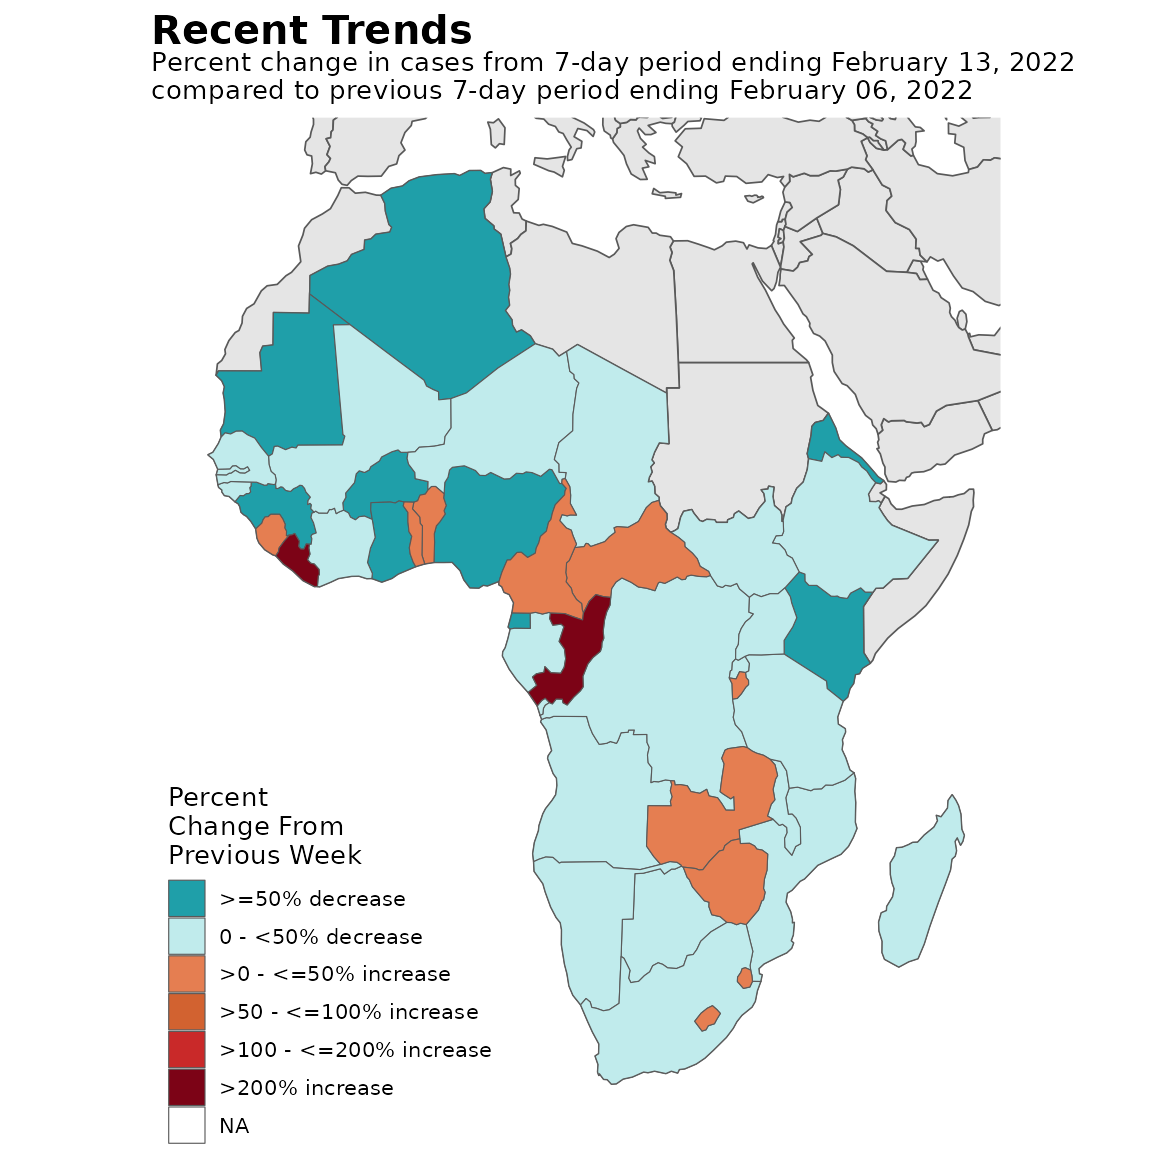 Recent Trends
Percent change in cases from 7-day period ending February 13, 2022
compared to previous 7-day period ending February 06, 2022
Percent
Change From
Previous Week
>=50% decrease
0 - <50% decrease
>0 - <=50% increase
>50 - <=100% increase
>100 - <=200% increase
>200% increase
NA